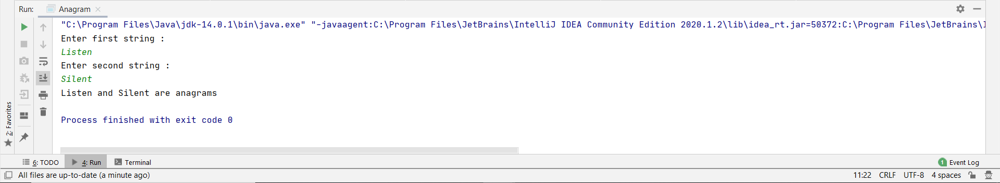 Run: Anagram
"C:\Program Files\Java\jdk-14.0.1\bin\java.exe" "-javaagent:C:\Program Files\JetBrains\IntelliJ IDEA Community Edition 2020.1.2\lib\idea_rt.jar=50372:C:\Program Files\JetBrains\
Enter first string :
Listen
Enter second string :
Silent
Listen and Silent are anagrams
Process finished with exit code 0
2: Favorites
6: TODO 4: Run Terminal 1 Event Log
All files are up-to-date (a minute ago) 11:22 CRLF UTF-8 4 spaces